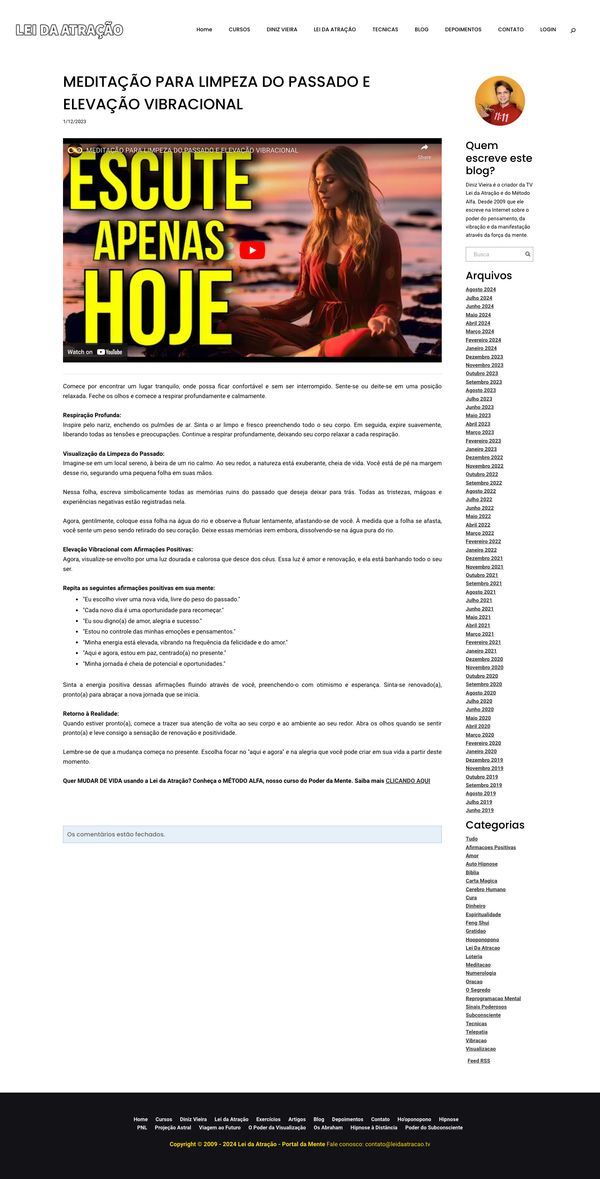 LEI DA ATRAÇÃO
Home CURSOS DINIZ VIEIRA LEI DA ATRAÇÃO TECNICAS BLOG DEPOIMENTOS CONTATO LOGIN
MEDITAÇÃO PARA LIMPEZA DO PASSADO E
ELEVAÇÃO VIBRACIONAL
1/12/2023
MEDITAÇÃO PARA LIMPEZA DO PASSADO E ELEVAÇÃO VIBRACIONAL
Share
ESCUTE
APENAS
HOJE
Watch on YouTube
Comece por encontrar um lugar tranquilo, onde possa ficar confortável e sem ser interrompido. Sente-se ou deite-se em uma posição
relaxada. Feche os olhos e comece a respirar profundamente e calmamente.
Respiração Profunda:
Inspire pelo nariz, enchendo os pulmões de ar. Sinta o ar limpo e fresco preenchendo todo o seu corpo. Em seguida, expire suavemente,
liberando todas as tensões e preocupações. Continue a respirar profundamente, deixando seu corpo relaxar a cada respiração.
Visualização da Limpeza do Passado:
Imagine-se em um local sereno, à beira de um rio calmo. Ao seu redor, a natureza está exuberante, cheia de vida. Você está de pé na margem
desse rio, segurando uma pequena folha em suas mãos.
Nessa folha, escreva simbolicamente todas as memórias ruins do passado que deseja deixar para trás. Todas as tristezas, mágoas e
experiências negativas estão registradas nela.
Agora, gentilmente, coloque essa folha na água do rio e observe-a flutuar lentamente, afastando-se de você. À medida que a folha se afasta,
você sente um peso sendo retirado do seu coração. Deixe essas memórias irem embora, dissolvendo-se na água pura do rio.
Elevação Vibracional com Afirmações Positivas:
Agora, visualize-se envolto por uma luz dourada e calorosa que desce dos céus. Essa luz é amor e renovação, e ela está banhando todo o seu
ser.
Repita as seguintes afirmações positivas em sua mente:
• "Eu escolho viver uma nova vida, livre do peso do passado."
• "Cada novo dia é uma oportunidade para recomeçar."
• "Eu sou digno(a) de amor, alegria e sucesso."
• "Estou no controle das minhas emoções e pensamentos."
• "Minha energia está elevada, vibrando na frequência da felicidade e do amor."
• "Aqui e agora, estou em paz, centrado(a) no presente."
• "Minha jornada é cheia de potencial e oportunidades."
Sinta a energia positiva dessas afirmações fluindo através de você, preenchendo-o com otimismo e esperança. Sinta-se renovado(a),
pronto(a) para abraçar a nova jornada que se inicia.
Retorno à Realidade:
Quando estiver pronto(a), comece a trazer sua atenção de volta ao seu corpo e ao ambiente ao seu redor. Abra os olhos quando se sentir
pronto(a) e leve consigo a sensação de renovação e positividade.
Lembre-se de que a mudança começa no presente. Escolha focar no "aqui e agora" e na alegria que você pode criar em sua vida a partir deste
momento.
Quer MUDAR DE VIDA usando a Lei da Atração? Conheça o MÉTODO ALFA, nosso curso do Poder da Mente. Saiba mais CLICANDO AQUI
Os comentários estão fechados.
11:11
Quem
escreve este
blog?
Diniz Vieira é o criador da TV
Lei da Atração e do Método
Alfa. Desde 2009 que ele
escreve na Internet sobre o
poder do pensamento, da
vibração e da manifestação
através da força da mente.
Busca
Arquivos
Agosto 2024
Julho 2024
Junho 2024
Maio 2024
Abril 2024
Março 2024
Fevereiro 2024
Janeiro 2024
Dezembro 2023
Novembro 2023
Outubro 2023
Setembro 2023
Agosto 2023
Julho 2023
Junho 2023
Maio 2023
Abril 2023
Março 2023
Fevereiro 2023
Janeiro 2023
Dezembro 2022
Novembro 2022
Outubro 2022
Setembro 2022
Agosto 2022
Julho 2022
Junho 2022
Maio 2022
Abril 2022
Março 2022
Fevereiro 2022
Janeiro 2022
Dezembro 2021
Novembro 2021
Outubro 2021
Setembro 2021
Agosto 2021
Julho 2021
Junho 2021
Maio 2021
Abril 2021
Março 2021
Fevereiro 2021
Janeiro 2021
Dezembro 2020
Novembro 2020
Outubro 2020
Setembro 2020
Agosto 2020
Julho 2020
Junho 2020
Maio 2020
Abril 2020
Março 2020
Fevereiro 2020
Janeiro 2020
Dezembro 2019
Novembro 2019
Outubro 2019
Setembro 2019
Agosto 2019
Julho 2019
Junho 2019
Categorias
Tudo
Afirmacoes Positivas
Amor
Auto Hipnose
Biblia
Carta Magica
Cerebro Humano
Cura
Dinheiro
Espiritualidade
Feng Shui
Gratidao
Hooponopono
Lei Da Atracao
Loteria
Meditacao
Numerologia
Oracao
O Segredo
Reprogramacao Mental
Sinais Poderosos
Subconsciente
Tecnicas
Telepatia
Vibracao
Visualizacao
Feed RSS
Home Cursos Diniz Vieira Lei da Atração Exercícios Artigos Blog Depoimentos Contato Ho'oponopono Hipnose
PNL Projeção Astral Viagem ao Futuro O Poder da Visualização Os Abraham Hipnose à Distância Poder do Subconsciente
Copyright © 2009 - 2024 Lei da Atração - Portal da Mente Fale conosco: contato@leidaatracao.tv